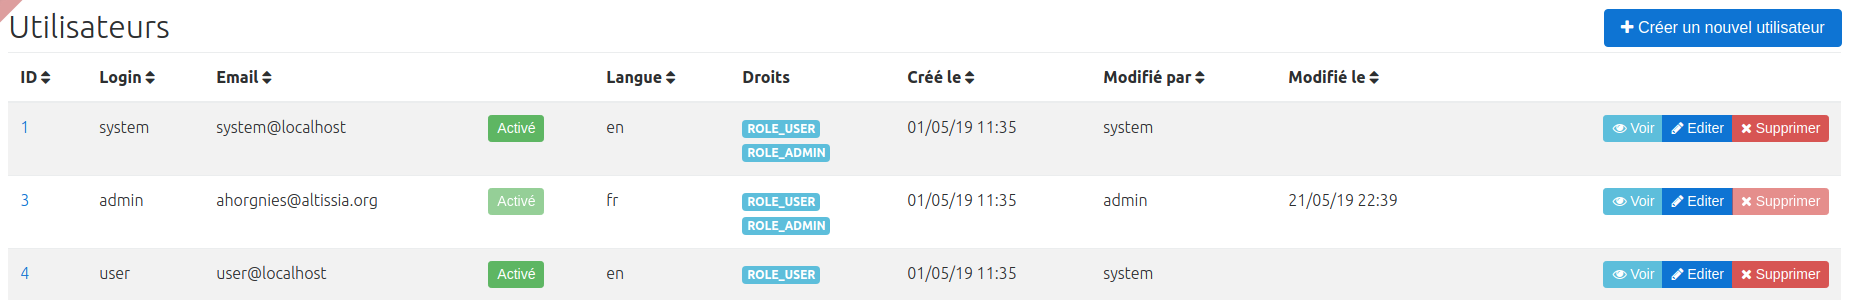 Utilisateurs
Créer un nouvel utilisateur
ID Login Email Langue Droits Créé le Modifié par Modifié le
1 system system@localhost Activé en ROLE_USER 01/05/19 11:35 system Voir Editer Supprimer
ROLE_ADMIN
3 admin ahorgnies@altissia.org Activé fr ROLE_USER 01/05/19 11:35 admin 21/05/19 22:39 Voir Editer Supprimer
ROLE_ADMIN
4 user user@localhost Activé en ROLE_USER 01/05/19 11:35 system Voir Editer Supprimer